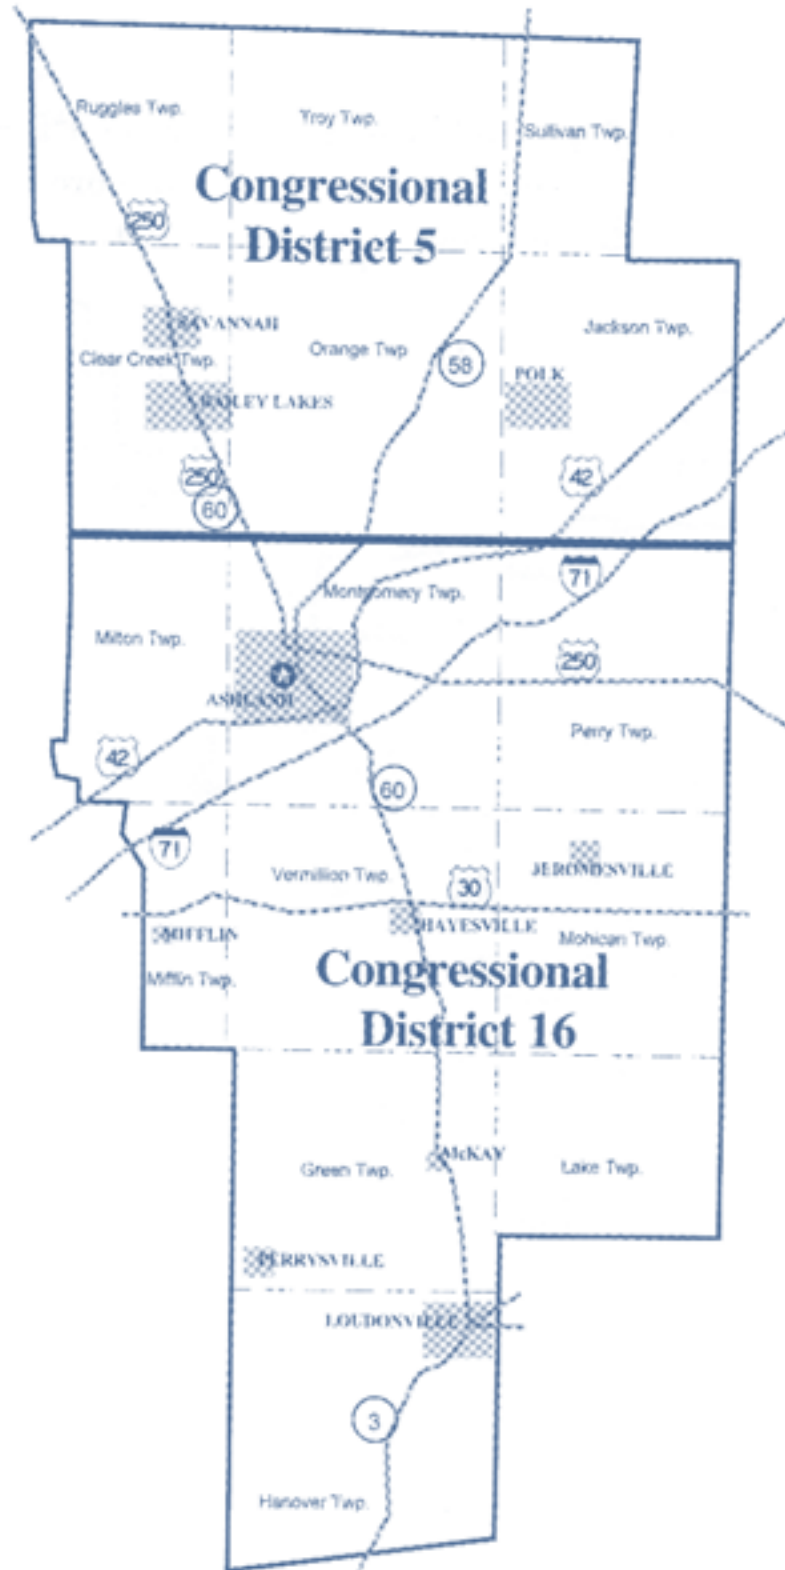 Ruggles Twp.
Troy Twp.
Sullivan Twp.
Congressional
District 5
250
SAVANNAH
Jackson Twp.
Orange Twp
Clear Creek Twp.
58
POLK
BAILEY LAKES
250
42
60
71
Montgomery Twp.
Milton Twp.
250
ASHLAND
Perry Twp.
42
60
71
JEROMESVILLE
Vermillion Twp
30
HAYESVILLE
MIFFLIN
Mohican Twp.
Mifflin Twp.
Congressional
District 16
McKAY
Green Twp.
Lake Twp.
PERRYSVILLE
LOUDONVILLE
3
Hanover Twp.